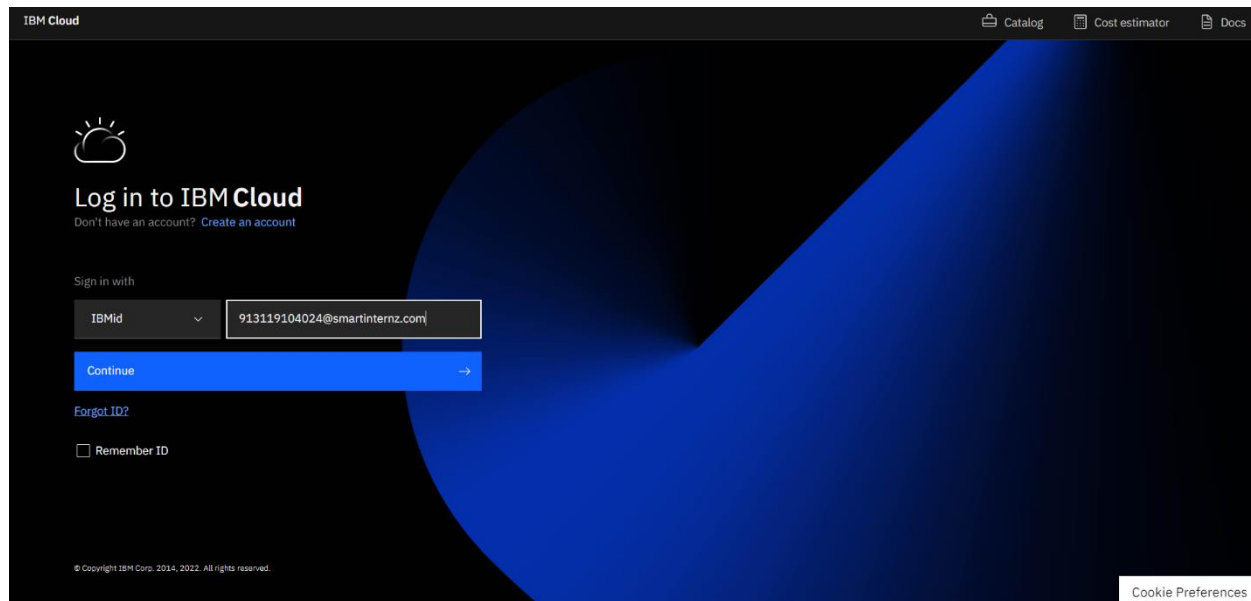 IBM Cloud Catalog Cost estimator Docs
Log in to IBM Cloud
Don't have an account? Create an account
Sign in with
IBMid 913119104024@smartinternz.com
Continue
Forgot ID?
Remember ID
© Copyright IBM Corp. 2014, 2022. All rights reserved.
Cookie Preferences